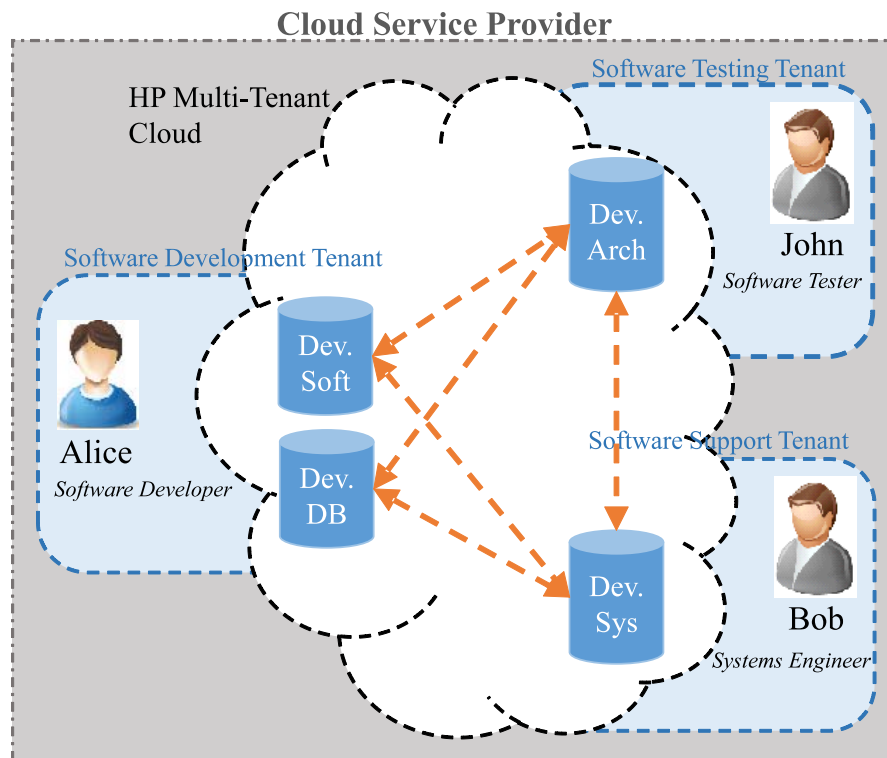 Cloud Service Provider
HP Multi-Tenant
Cloud
Software Testing Tenant
Dev.
Arch
John
Software Tester
Software Development Tenant
Dev.
Soft
Alice
Software Developer
Dev.
DB
Software Support Tenant
Dev.
Sys
Bob
Systems Engineer